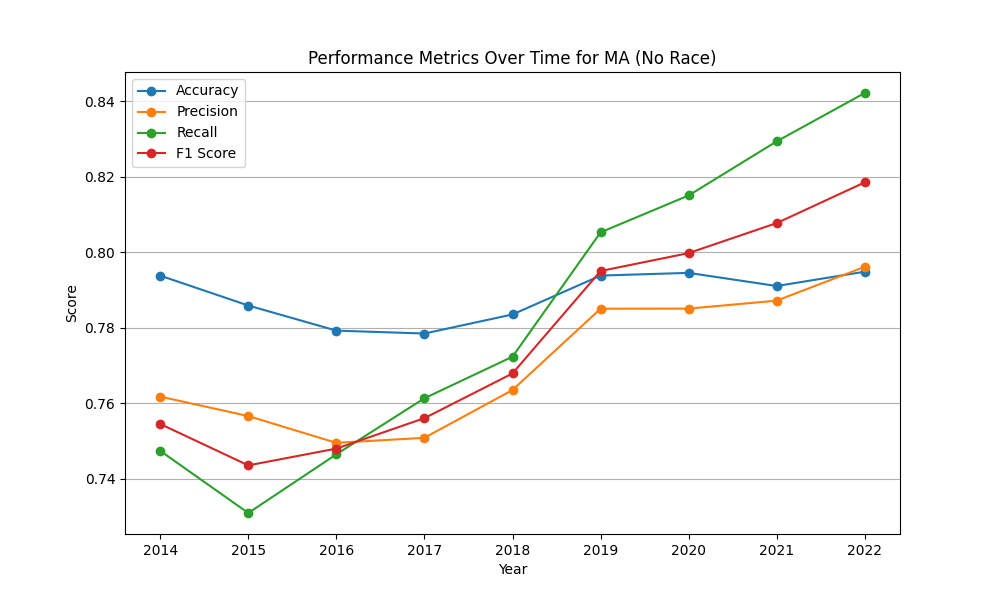 Performance Metrics Over Time for MA (No Race)
Accuracy
Precision
Recall
F1 Score
0.84
0.82
0.80
0.78
0.76
0.74
Score
2014 2015 2016 2017 2018 2019 2020 2021 2022
Year